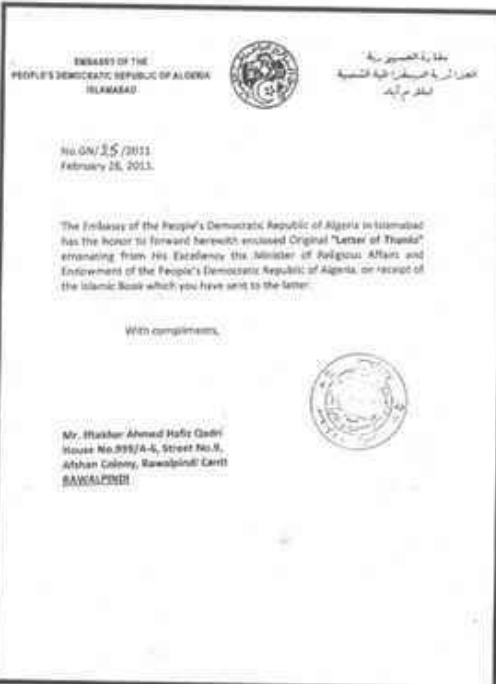 EMBASSY OF THE
PEOPLE'S DEMOCRATIC REPUBLIC OF ALGERIA
ISLAMABAD
سفارة الجمهورية
الجزائرية الديمقراطية الشعبية
إسلام آباد
No.GN/25/2011
February 26, 2011.
The Embassy of the People's Democratic Republic of Algeria in Islamabad
has the honor to forward herewith enclosed Original "Letter of Thanks"
emanating from His Excellency the Minister of Religious Affairs and
Endowment of the People's Democratic Republic of Algeria, on receipt of
the Islamic Book which you have sent to the latter.
With compliments,
Mr. Iftakhar Ahmed Hafiz Qadri
House No.999/A-6, Street No.9,
Afshan Colony, Rawalpindi Cantt
RAWALPINDI